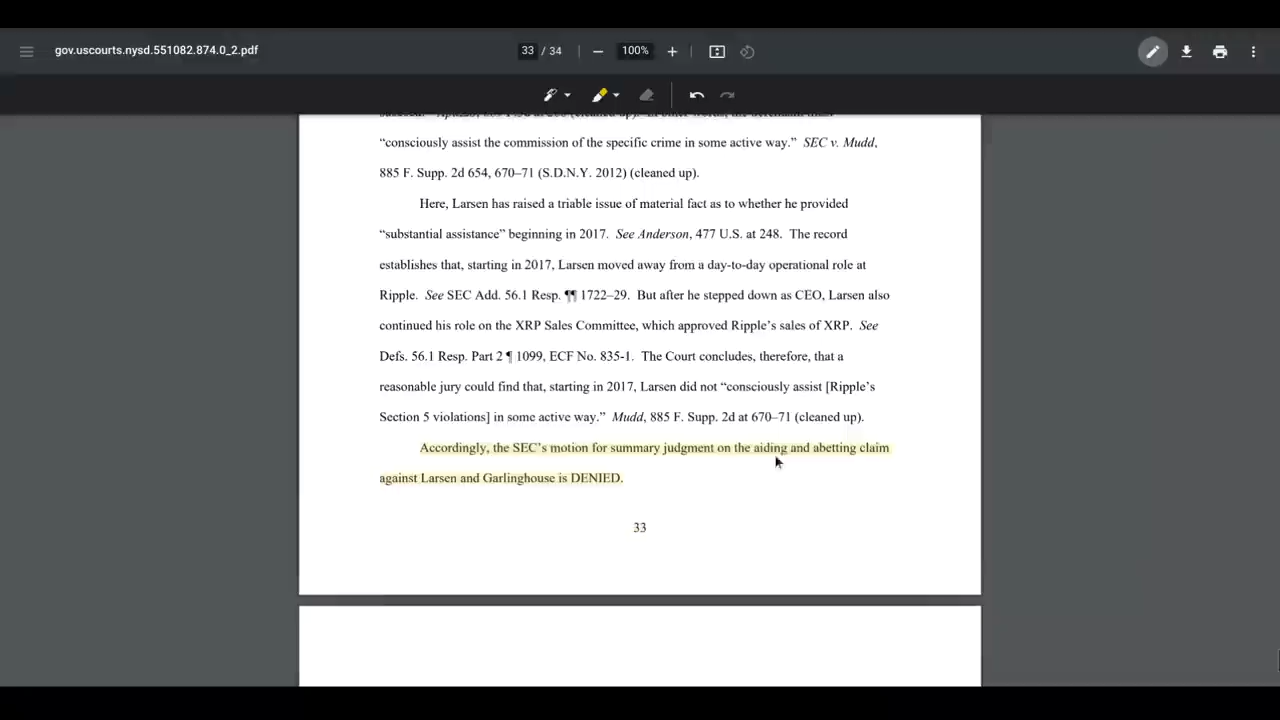 gov.uscourts.nysd.551082.874.0_2.pdf
33 / 34
100%
“consciously assist the commission of the specific crime in some active way.” SEC v. Mudd,
885 F. Supp. 2d 654, 670–71 (S.D.N.Y. 2012) (cleaned up).
Here, Larsen has raised a triable issue of material fact as to whether he provided
“substantial assistance” beginning in 2017. See Anderson, 477 U.S. at 248. The record
establishes that, starting in 2017, Larsen moved away from a day-to-day operational role at
Ripple. See SEC Add. 56.1 Resp. ¶¶ 1722–29. But after he stepped down as CEO, Larsen also
continued his role on the XRP Sales Committee, which approved Ripple’s sales of XRP. See
Defs. 56.1 Resp. Part 2 ¶ 1099, ECF No. 835-1. The Court concludes, therefore, that a
reasonable jury could find that, starting in 2017, Larsen did not “consciously assist [Ripple’s
Section 5 violations] in some active way.” Mudd, 885 F. Supp. 2d at 670–71 (cleaned up).
Accordingly, the SEC’s motion for summary judgment on the aiding and abetting claim
against Larsen and Garlinghouse is DENIED.
33